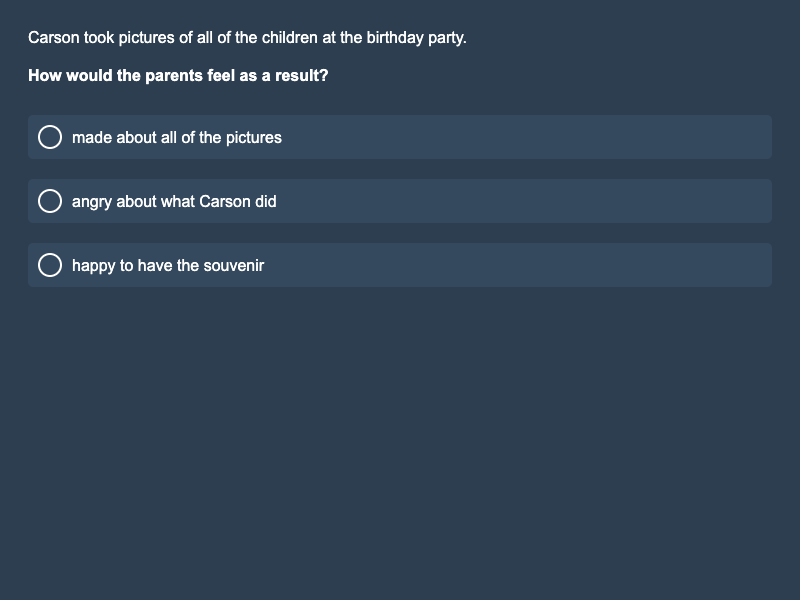 Carson took pictures of all of the children at the birthday party.
How would the parents feel as a result?
made about all of the pictures
angry about what Carson did
happy to have the souvenir